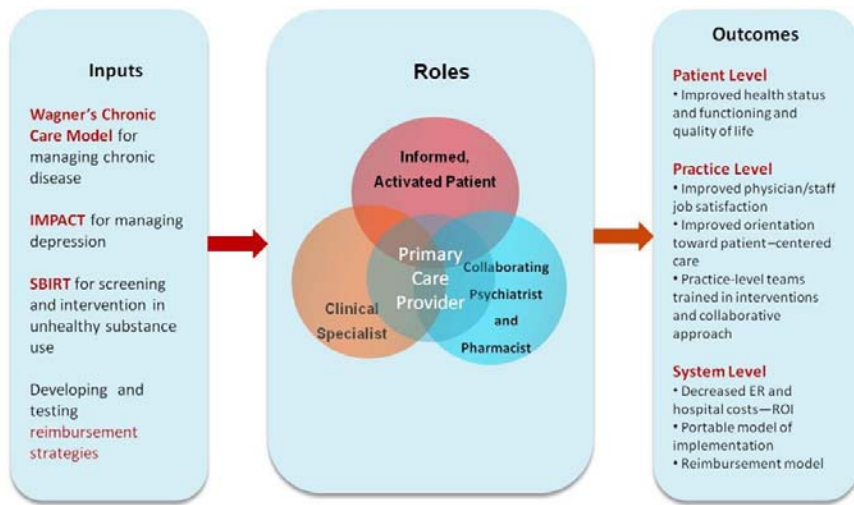 Inputs
Wagner's Chronic
Care Model for
managing chronic
disease
IMPACT for managing
depression
SBIRT for screening
and intervention in
unhealthy substance
use
Developing and
testing
reimbursement
strategies
Roles
Informed,
Activated Patient
Primary
Care
Provider
Clinical
Specialist
Collaborating
Psychiatrist
and
Pharmacist
Outcomes
Patient Level
• Improved health status
and functioning and
quality of life
Practice Level
• Improved physician/staff
job satisfaction
• Improved orientation
toward patient–centered
care
• Practice-level teams
trained in interventions
and collaborative
approach
System Level
• Decreased ER and
hospital costs—ROI
• Portable model of
implementation
• Reimbursement model